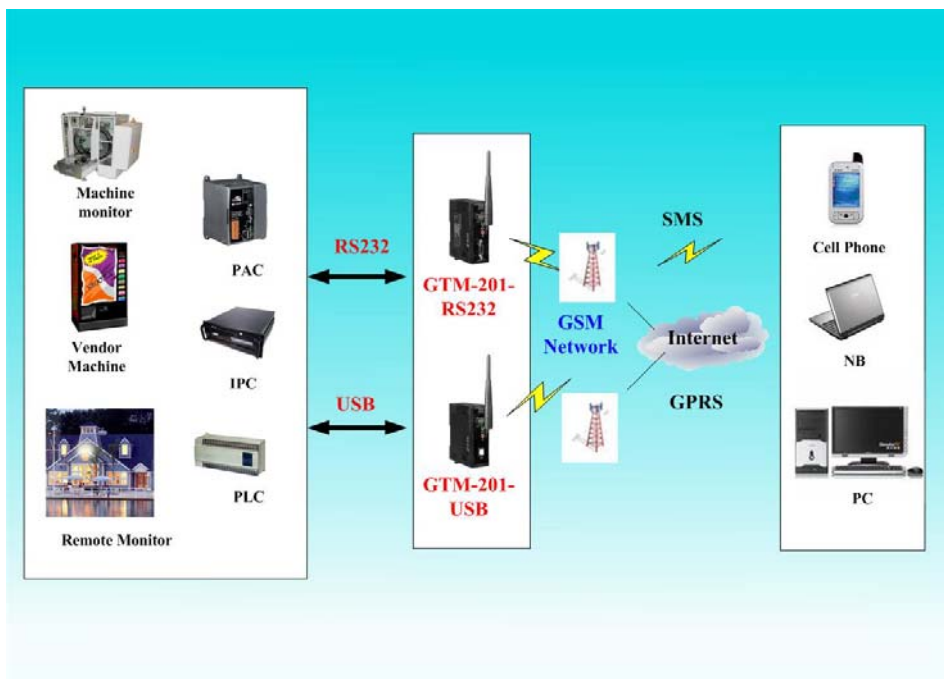 Machine
monitor
PAC
Vendor
Machine
IPC
PLC
Remote Monitor
RS232
USB
GTM-201-
RS232
GTM-201-
USB
GSM
Network
SMS
Internet
GPRS
Cell Phone
NB
PC